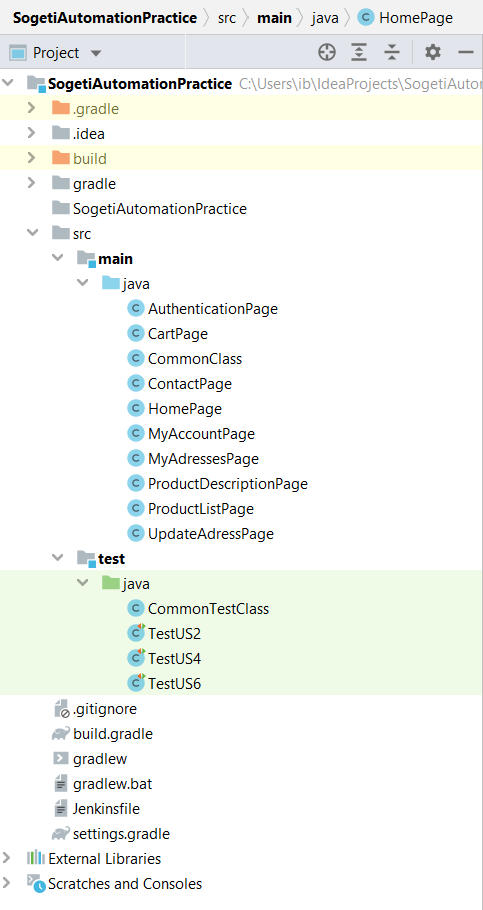 SogetiAutomationPractice src main java HomePage
Project
SogetiAutomationPractice C:\Users\ib\IdeaProjects\SogetiAuto
.gradle
.idea
build
gradle
SogetiAutomationPractice
src
main
java
AuthenticationPage
CartPage
CommonClass
ContactPage
HomePage
MyAccountPage
MyAdressesPage
ProductDescriptionPage
ProductListPage
UpdateAdressPage
test
java
CommonTestClass
TestUS2
TestUS4
TestUS6
.gitignore
build.gradle
gradlew
gradlew.bat
Jenkinsfile
settings.gradle
External Libraries
Scratches and Consoles